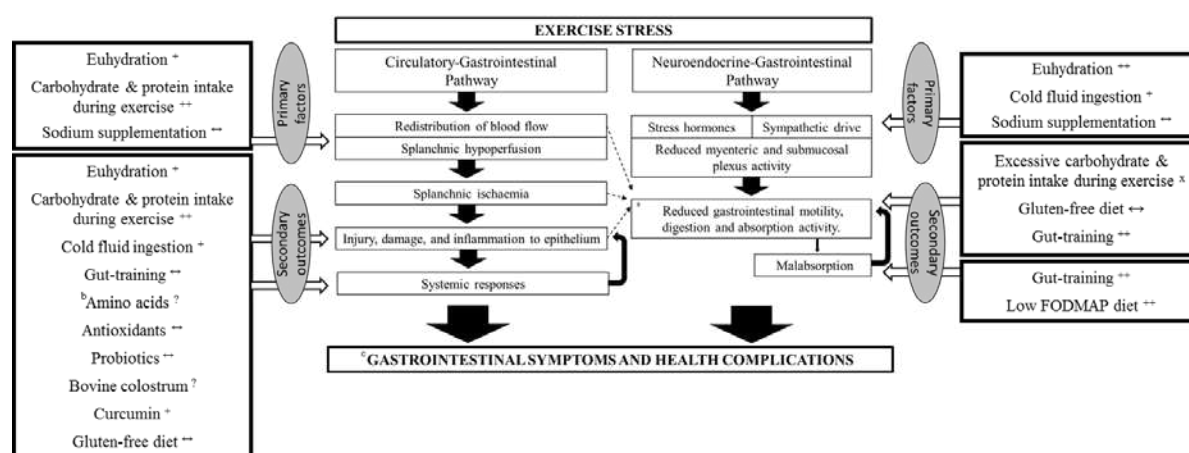 EXERCISE STRESS
Euhydration +
Carbohydrate & protein intake
during exercise ++
Sodium supplementation ↔
Primary
factors
Circulatory-Gastrointestinal
Pathway
Neuroendocrine-Gastrointestinal
Pathway
Primary
factors
Euhydration ++
Cold fluid ingestion +
Sodium supplementation ↔
Redistribution of blood flow
Splanchnic hypoperfusion
Stress hormones
Sympathetic drive
Reduced myenteric and submucosal
plexus activity
Euhydration +
Carbohydrate & protein intake
during exercise ++
Cold fluid ingestion +
Gut-training ↔
b Amino acids ?
Antioxidants ↔
Probiotics ↔
Bovine colostrum ?
Curcumin +
Gluten-free diet ↔
Secondary
outcomes
Splanchnic ischaemia
Injury, damage, and inflammation to epithelium
Systemic responses
a
Reduced gastrointestinal motility,
digestion and absorption activity.
Malabsorption
Secondary
outcomes
Excessive carbohydrate &
protein intake during exercise x
Gluten-free diet ↔
Gut-training ++
Gut-training ++
Low FODMAP diet ++
c GASTROINTESTINAL SYMPTOMS AND HEALTH COMPLICATIONS